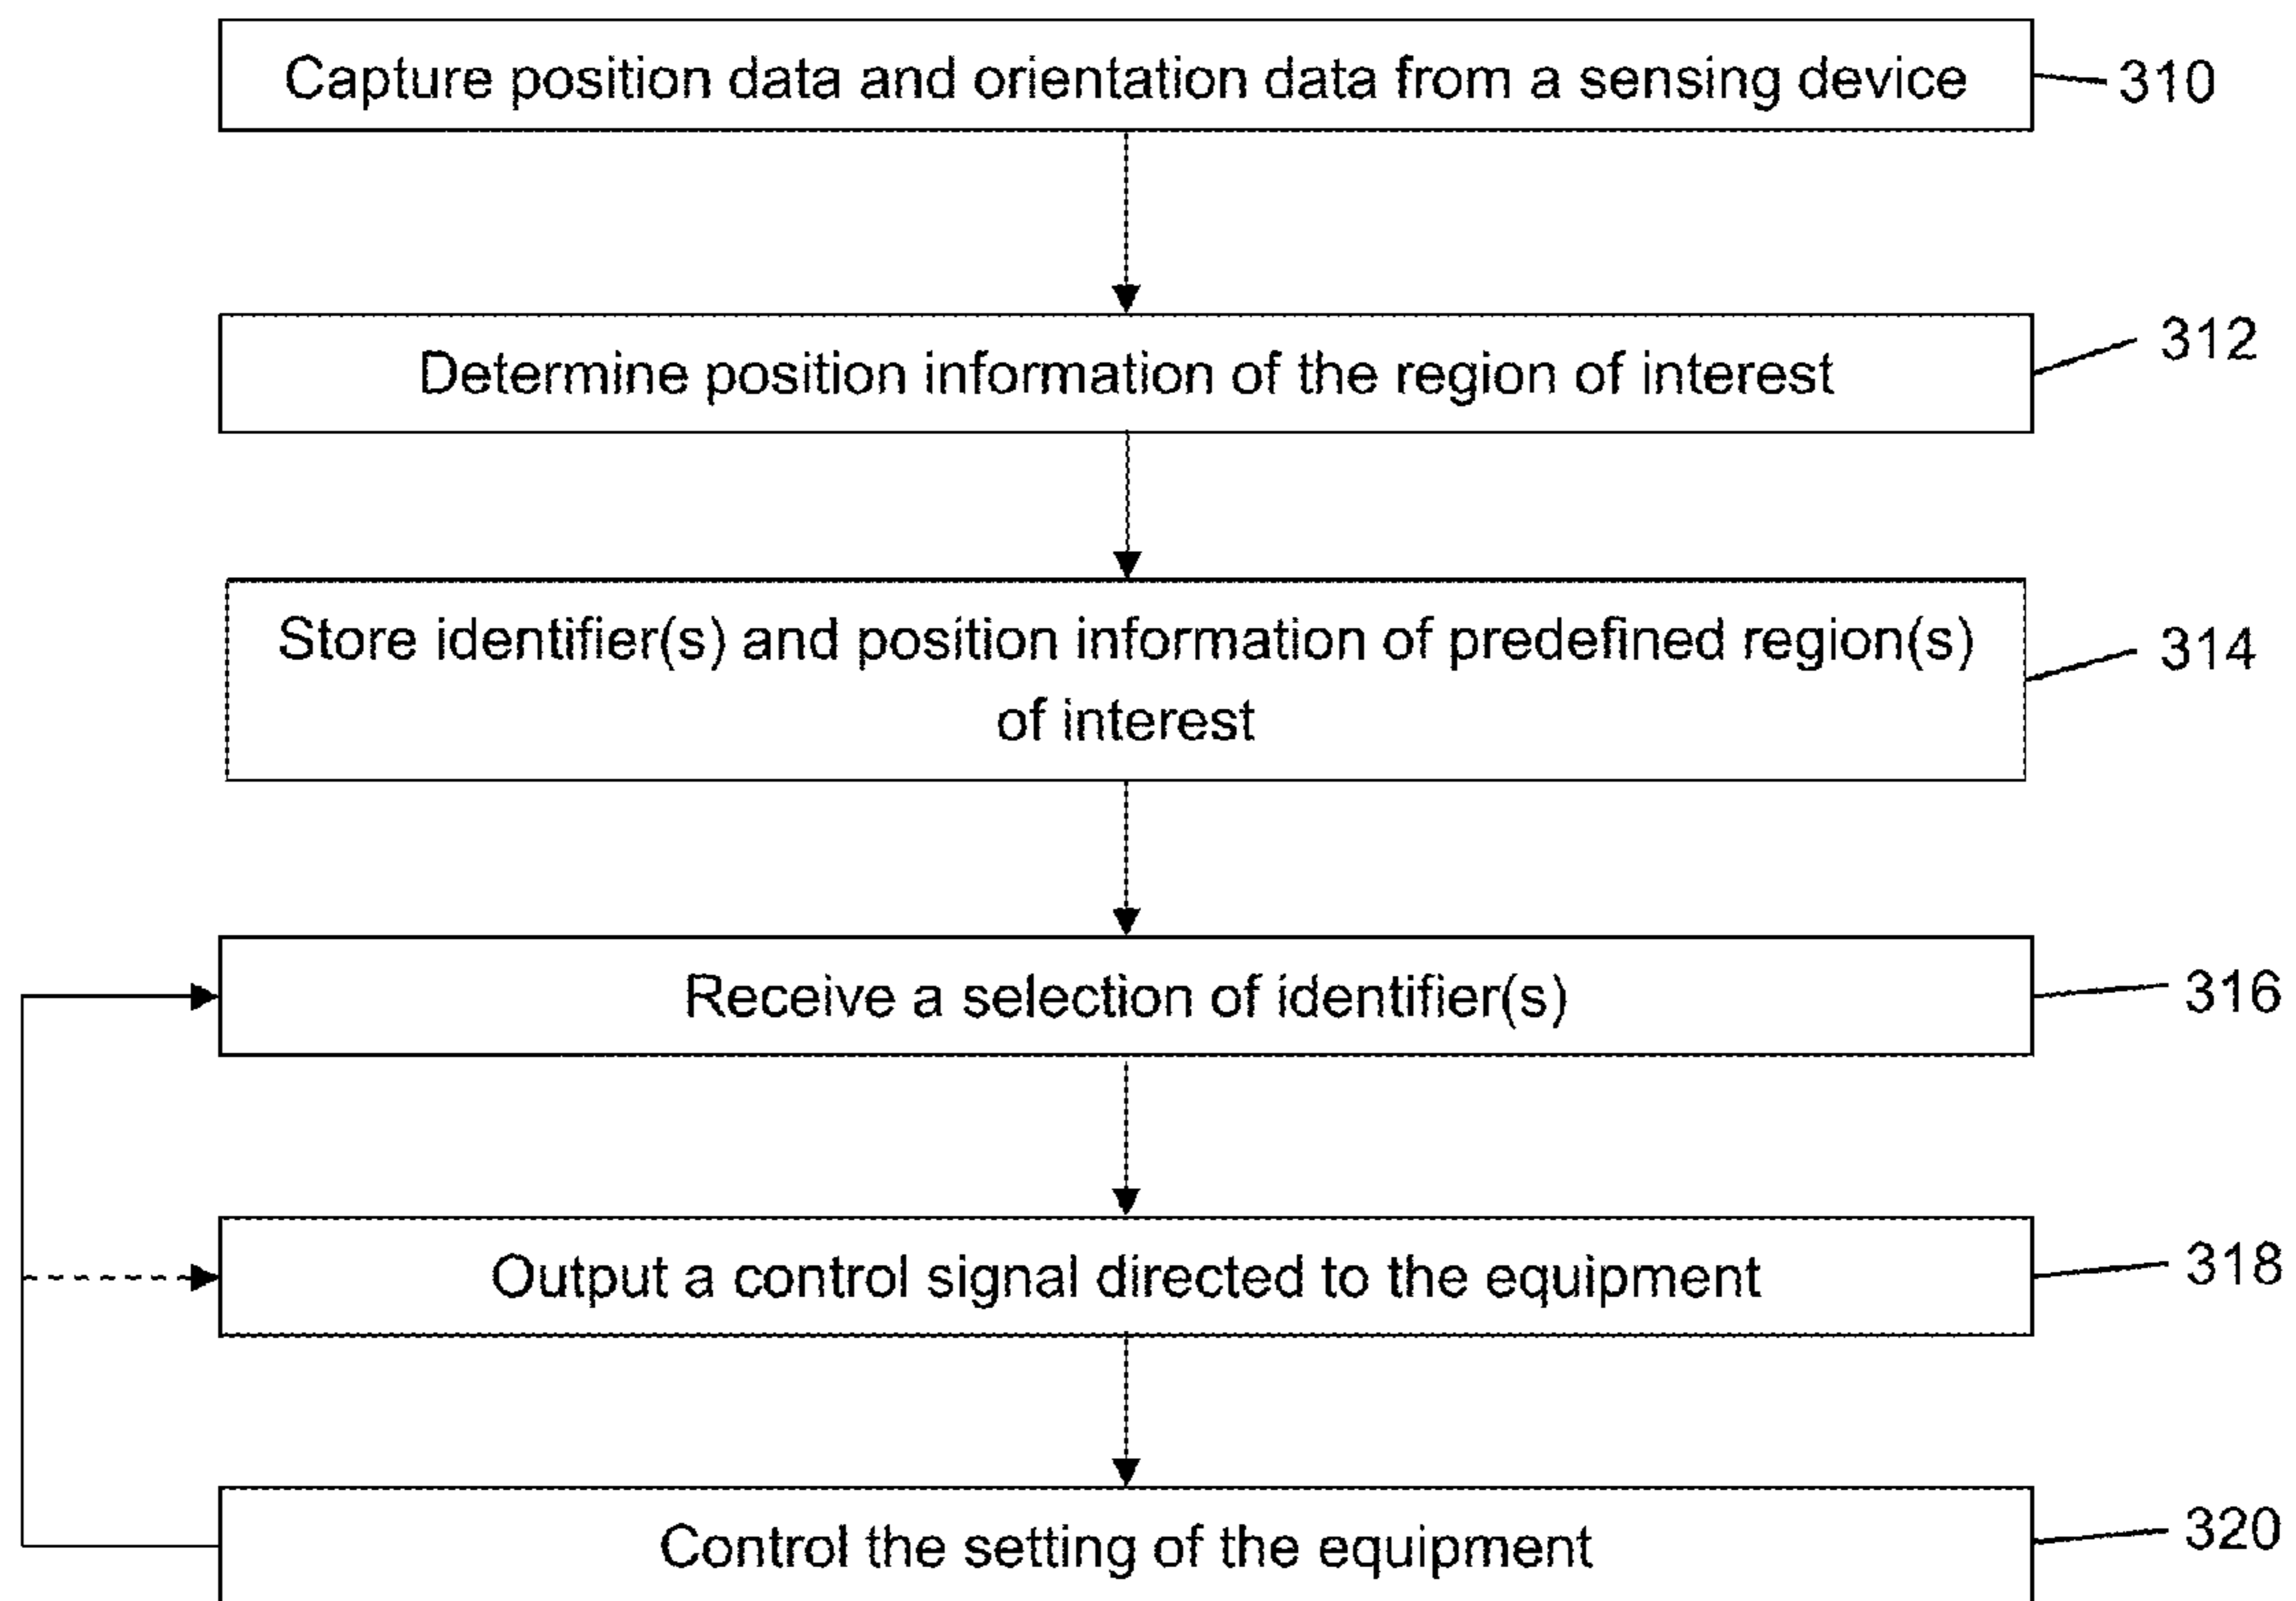 Capture position data and orientation data from a sensing device
310
Determine position information of the region of interest
312
Store identifier(s) and position information of predefined region(s)
of interest
314
Receive a selection of identifier(s)
316
Output a control signal directed to the equipment
318
Control the setting of the equipment
320